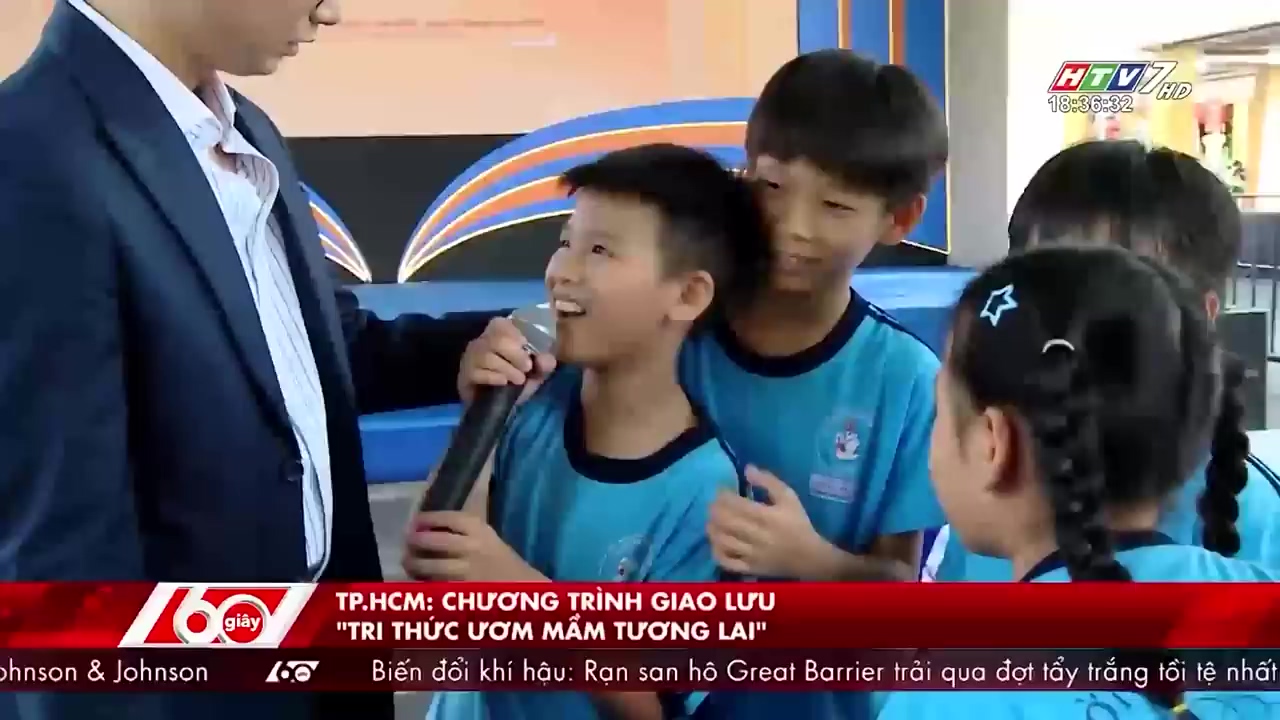 HTV7 HD
18:36:32
60 giây
TP.HCM: CHƯƠNG TRÌNH GIAO LƯU
"TRI THỨC ƯƠM MẦM TƯƠNG LAI"
ohnson & Johnson 60 Biến đổi khí hậu: Rạn san hô Great Barrier trải qua đợt tẩy trắng tồi tệ nhất